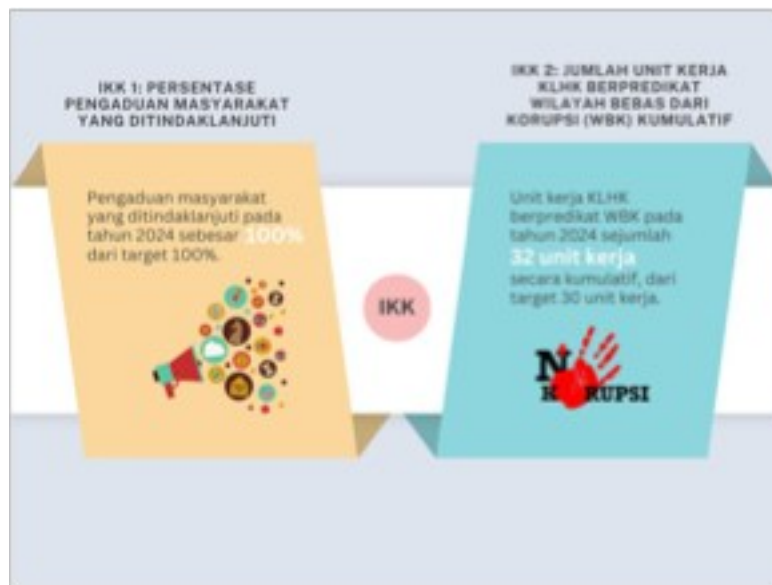 IKK 1: PERSENTASE
PENGADUAN MASYARAKAT
YANG DITINDAKLANJUTI
Pengaduan masyarakat
yang ditindaklanjuti pada
tahun 2024 sebesar 100%
dari target 100%.
IKK
IKK 2: JUMLAH UNIT KERJA
KLHK BERPREDIKAT
WILAYAH BEBAS DARI
KORUPSI (WBK) KUMULATIF
Unit kerja KLHK
berpredikat WBK pada
tahun 2024 sejumlah
32 unit kerja
secara kumulatif, dari
target 30 unit kerja.
N
K RUPSI